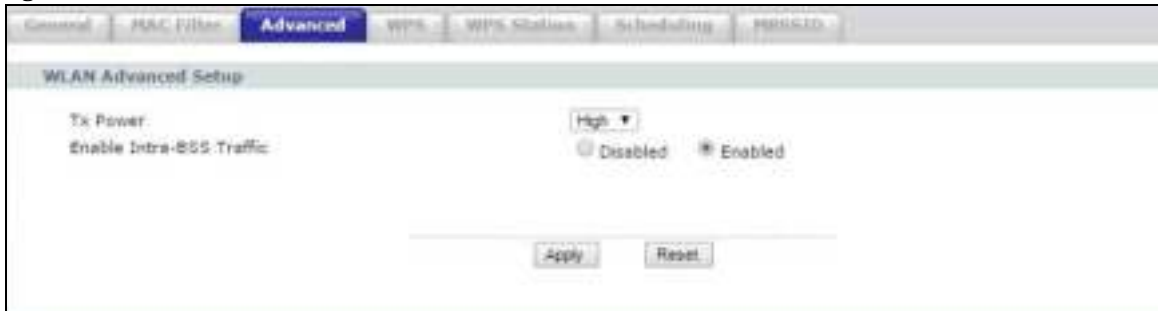 General MAC Filter Advanced WPS WPS Station Scheduling MBSSID
WLAN Advanced Setup
Tx Power High
Enable Intra-BSS Traffic Disabled Enabled
Apply Reset